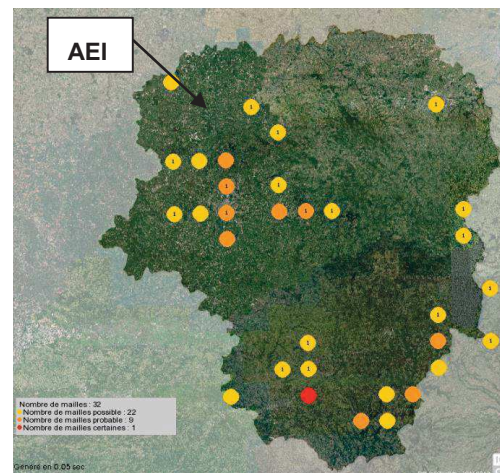 AEI
Nombre de mailles : 32
Nombre de mailles possible : 22
Nombre de mailles probable : 9
Nombre de mailles certaines : 1
Généré en 0.05 sec.